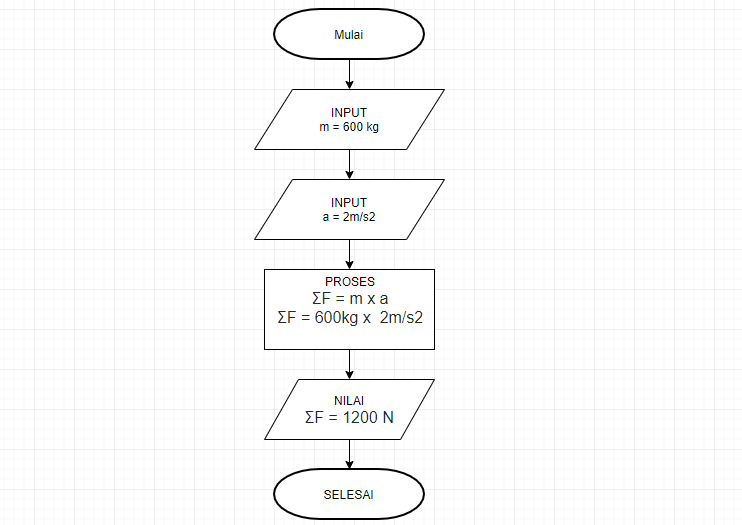 Mulai
INPUT
m = 600 kg
INPUT
a = 2m/s2
PROSES
ΣF = m x a
ΣF = 600kg x  2m/s2
NILAI
ΣF = 1200 N
SELESAI